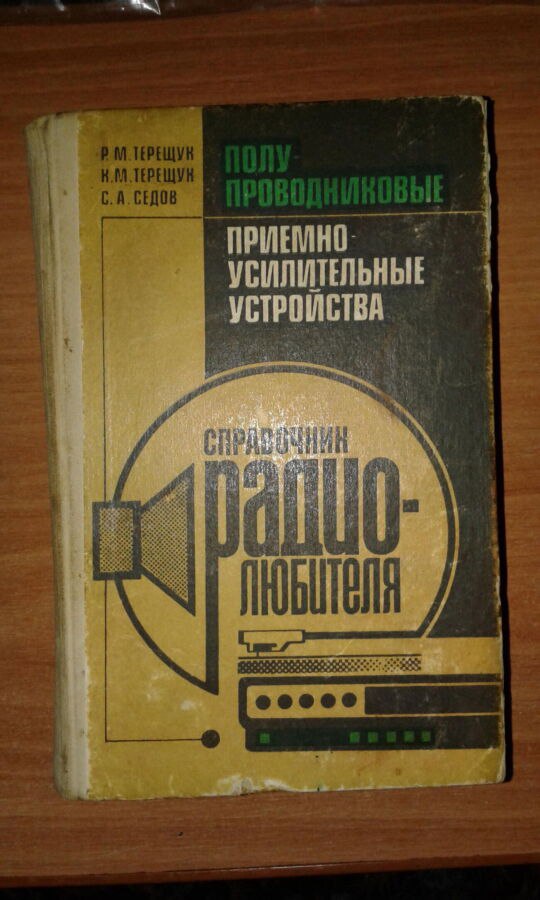 Р. М. ТЕРЕЩУК
К. М. ТЕРЕЩУК
С. А. СЕДОВ
ПОЛУ
ПРОВОДНИКОВЫЕ
ПРИЕМНО
УСИЛИТЕЛЬНЫЕ
УСТРОЙСТВА
СПРАВОЧНИК
РАДИО-
ЛЮБИТЕЛЯ